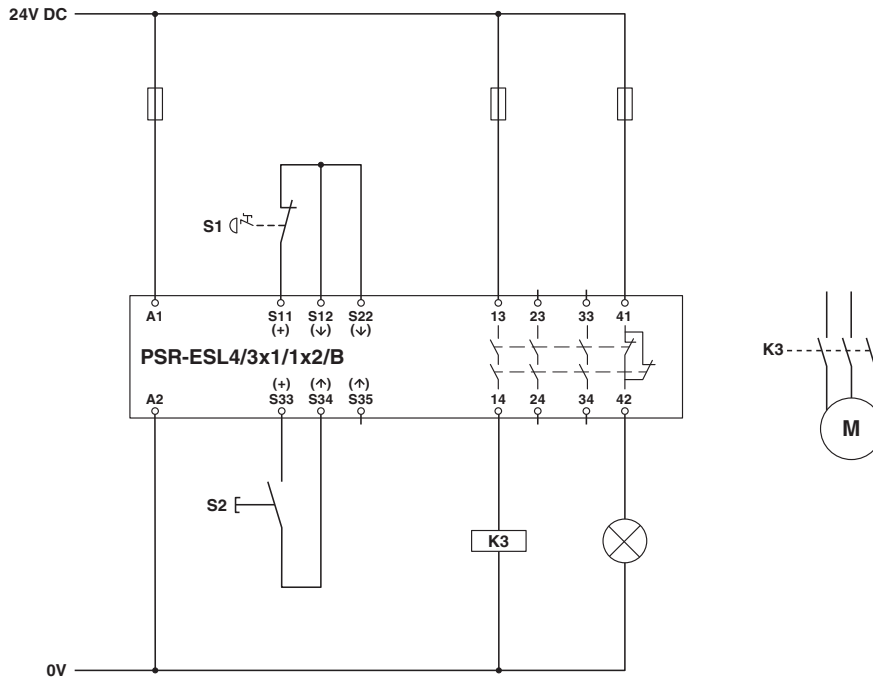 24V DC
S1
A1 S11 S12 S22 13 23 33 41
(+) (↓) (↓)
PSR-ESL4/3x1/1x2/B
(+) (↑) (↑)
A2 S33 S34 S35 14 24 34 42
K3
M
S2
K3
0V